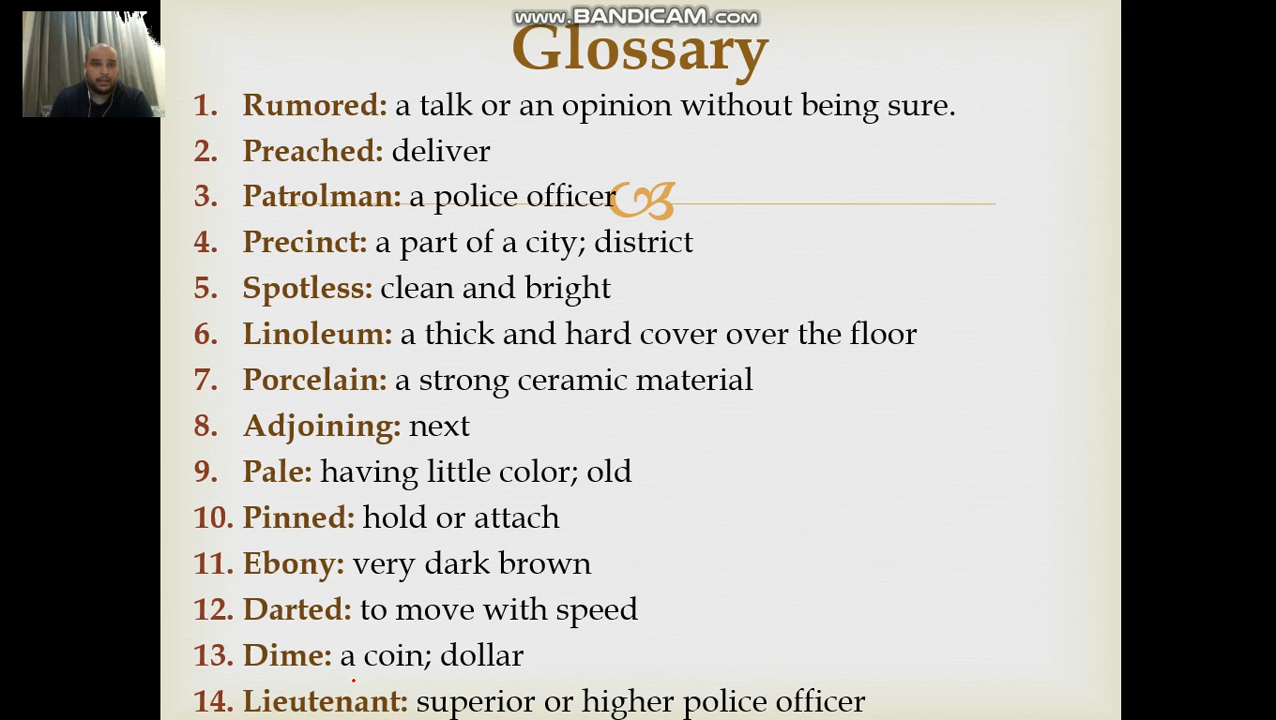 www.BANDICAM.com
Glossary
1. Rumored: a talk or an opinion without being sure.
2. Preached: deliver
3. Patrolman: a police officer
4. Precinct: a part of a city; district
5. Spotless: clean and bright
6. Linoleum: a thick and hard cover over the floor
7. Porcelain: a strong ceramic material
8. Adjoining: next
9. Pale: having little color; old
10. Pinned: hold or attach
11. Ebony: very dark brown
12. Darted: to move with speed
13. Dime: a coin; dollar
14. Lieutenant: superior or higher police officer